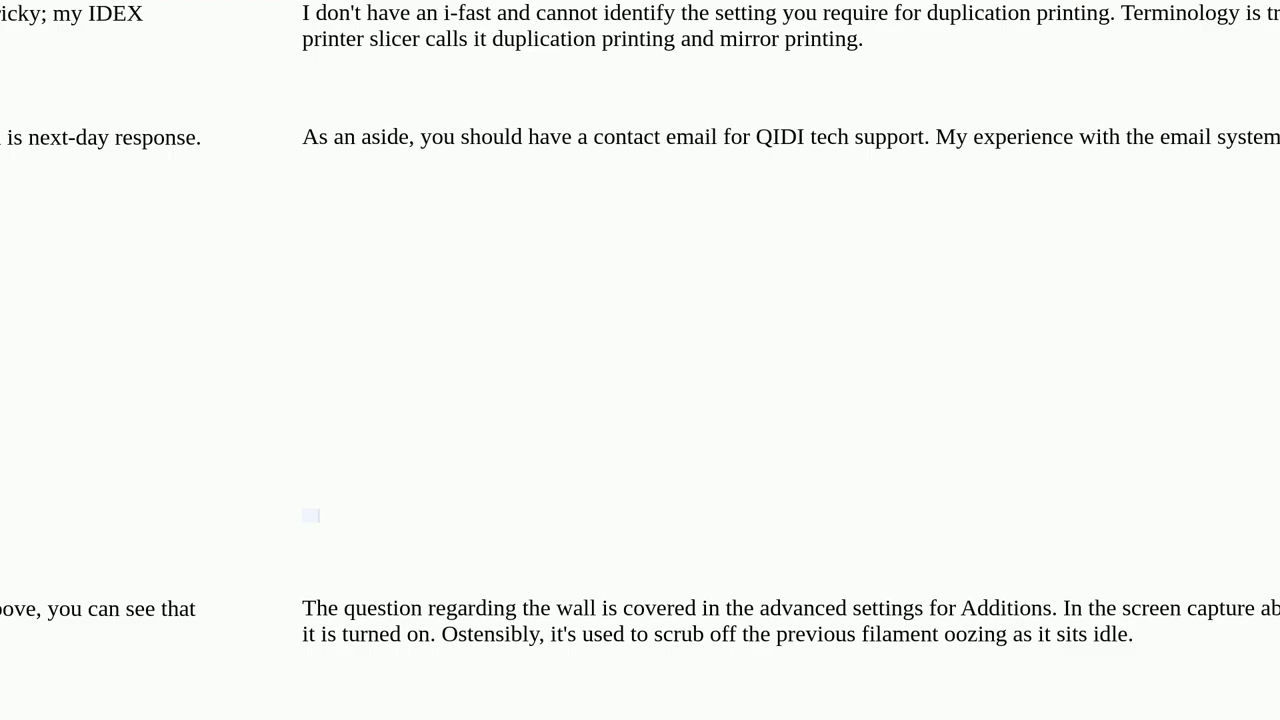 ricky; my IDEX
is next-day response.
ove, you can see that
I don't have an i-fast and cannot identify the setting you require for duplication printing. Terminology is tr
printer slicer calls it duplication printing and mirror printing.
As an aside, you should have a contact email for QIDI tech support. My experience with the email system
The question regarding the wall is covered in the advanced settings for Additions. In the screen capture ab
it is turned on. Ostensibly, it's used to scrub off the previous filament oozing as it sits idle.